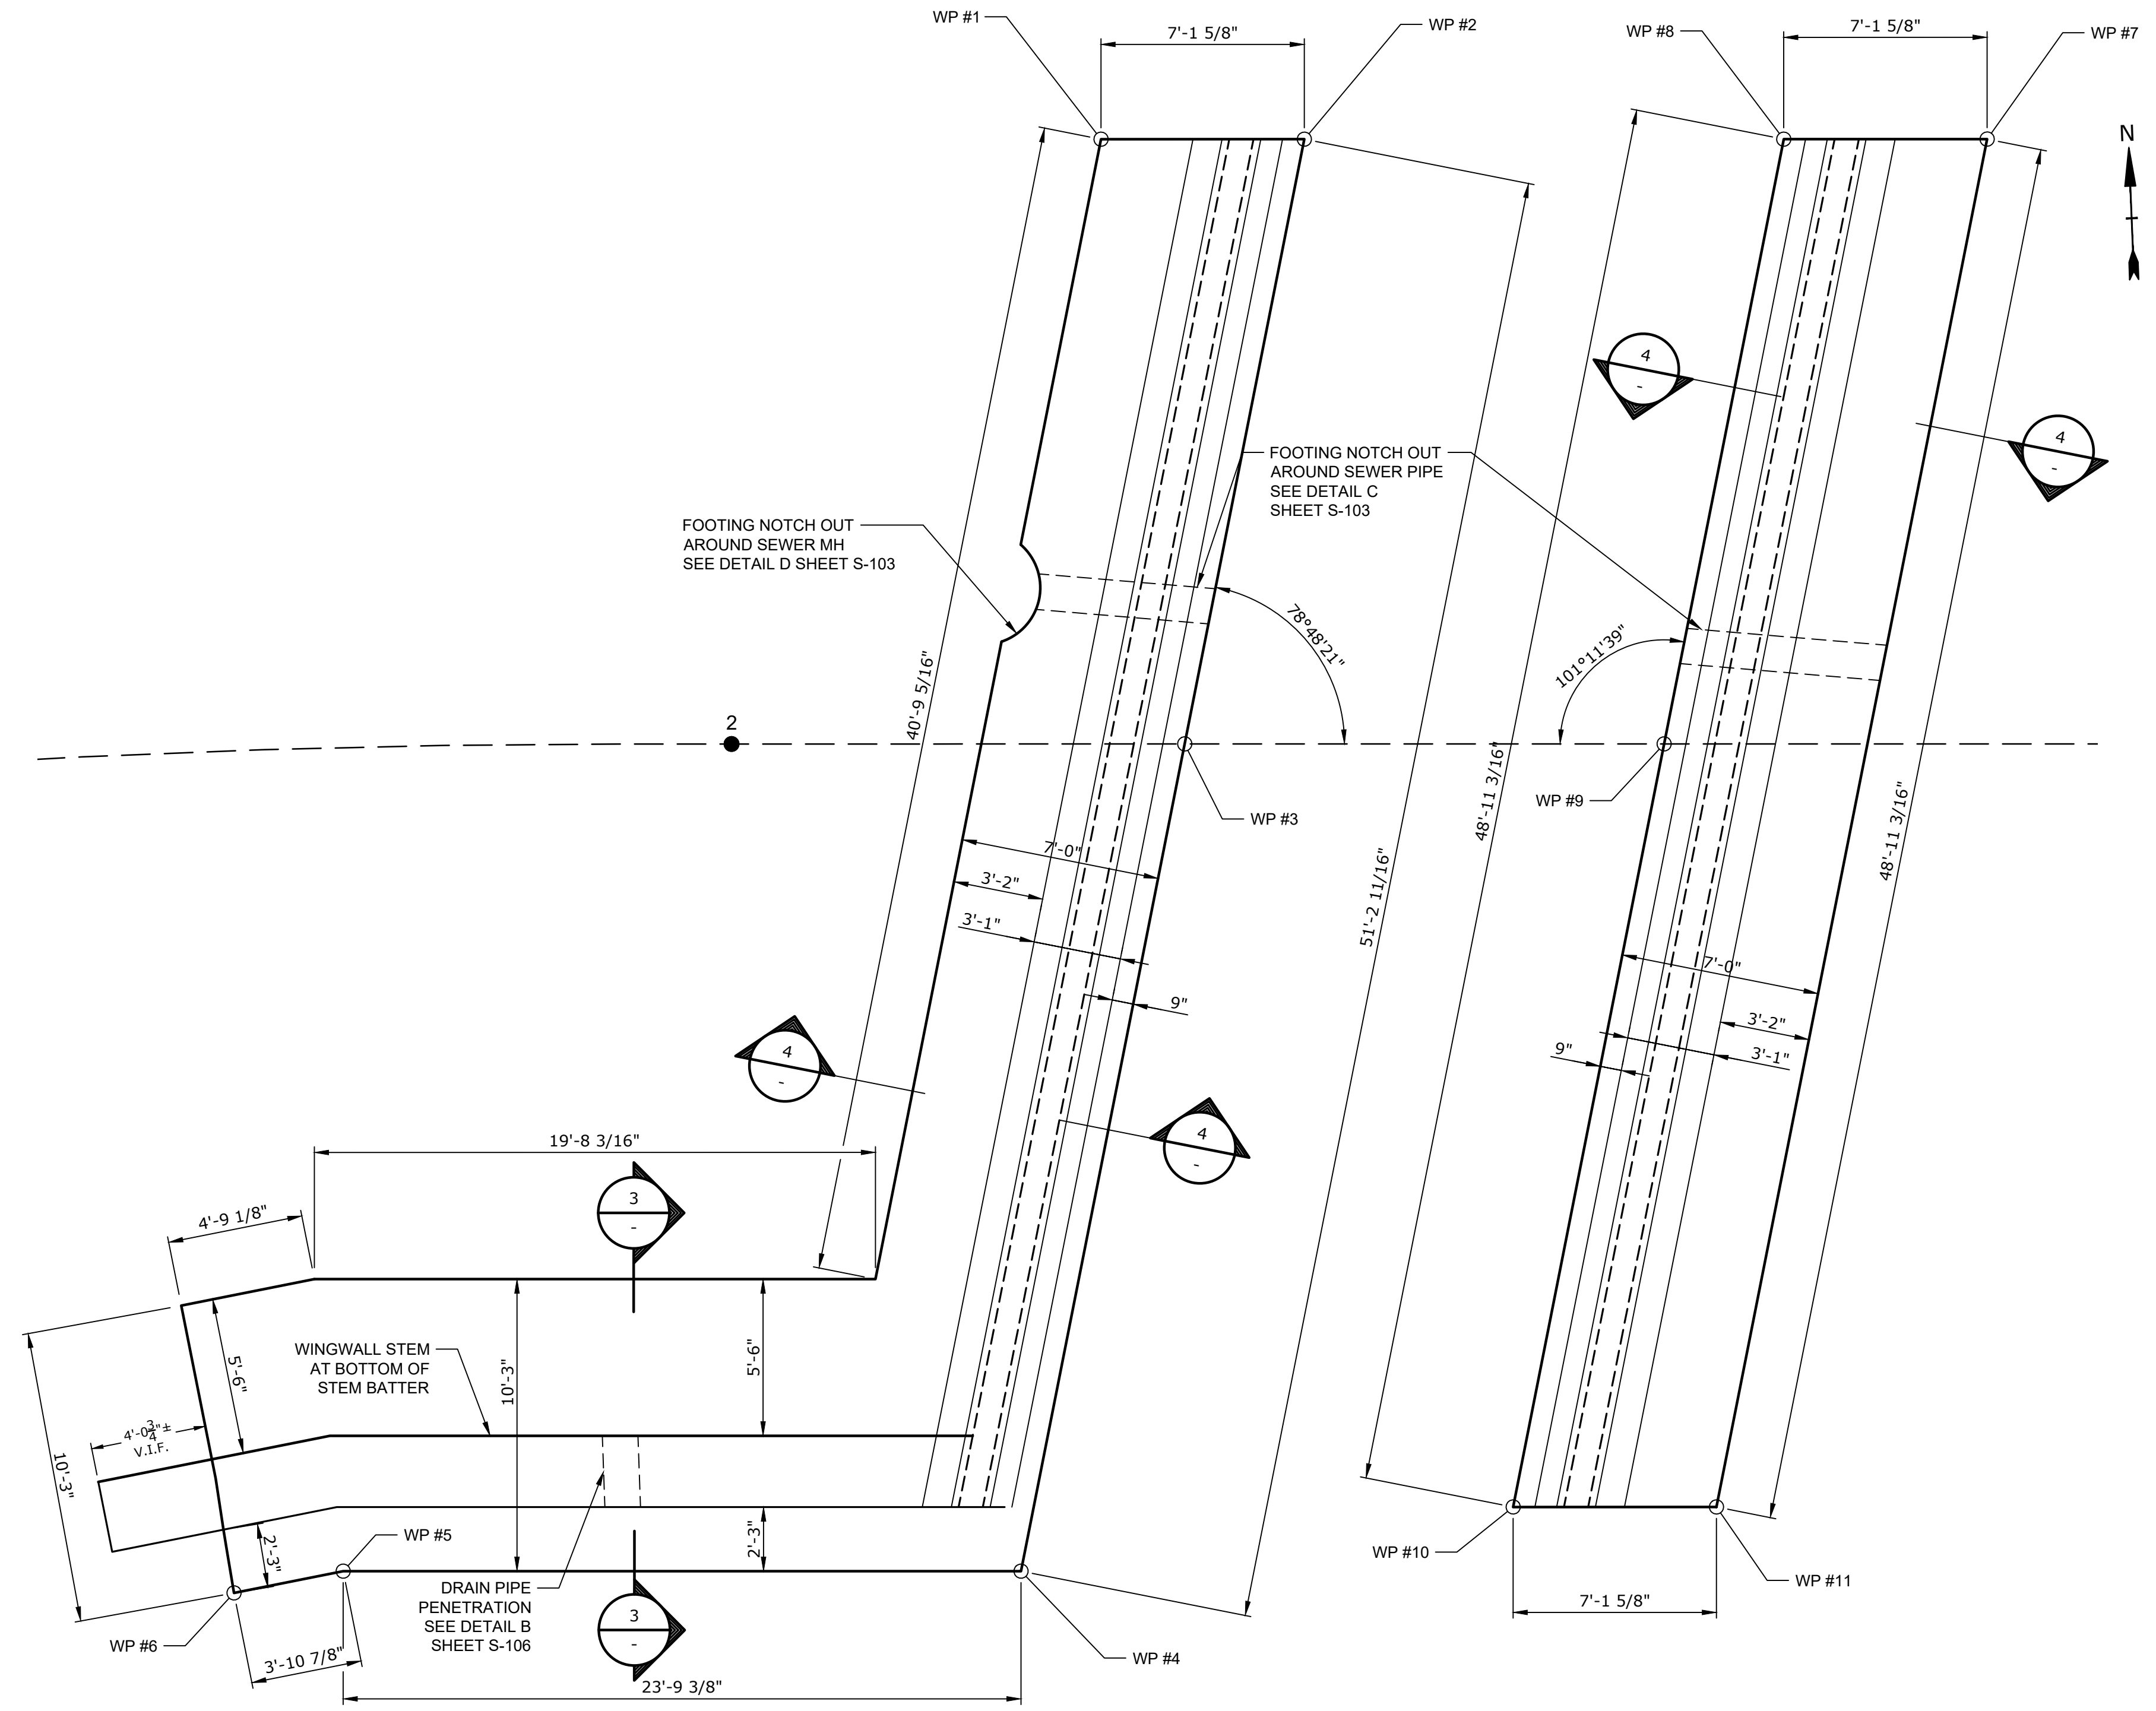 WP #1
7'-1 5/8"
WP #2
WP #8
7'-1 5/8"
WP #7
N
4
-
4
-
FOOTING NOTCH OUT
AROUND SEWER PIPE
SEE DETAIL C
SHEET S-103
FOOTING NOTCH OUT
AROUND SEWER MH
SEE DETAIL D SHEET S-103
78°48'21"
101°11'39"
40'-9 5/16"
2
48'-11 3/16"
48'-11 3/16"
WP #9
WP #3
7'-0"
3'-2"
3'-1"
51'-2 11/16"
9"
7'-0"
3'-2"
3'-1"
9"
4
-
4
-
19'-8 3/16"
3
-
4'-9 1/8"
WINGWALL STEM
AT BOTTOM OF
STEM BATTER
5'-6"
10'-3"
5'-6"
4'-0 3/4"±
V.I.F.
10'-3"
2'-3"
2'-3"
WP #5
DRAIN PIPE
PENETRATION
SEE DETAIL B
SHEET S-106
3
-
WP #6
3'-10 7/8"
23'-9 3/8"
WP #4
WP #10
7'-1 5/8"
WP #11